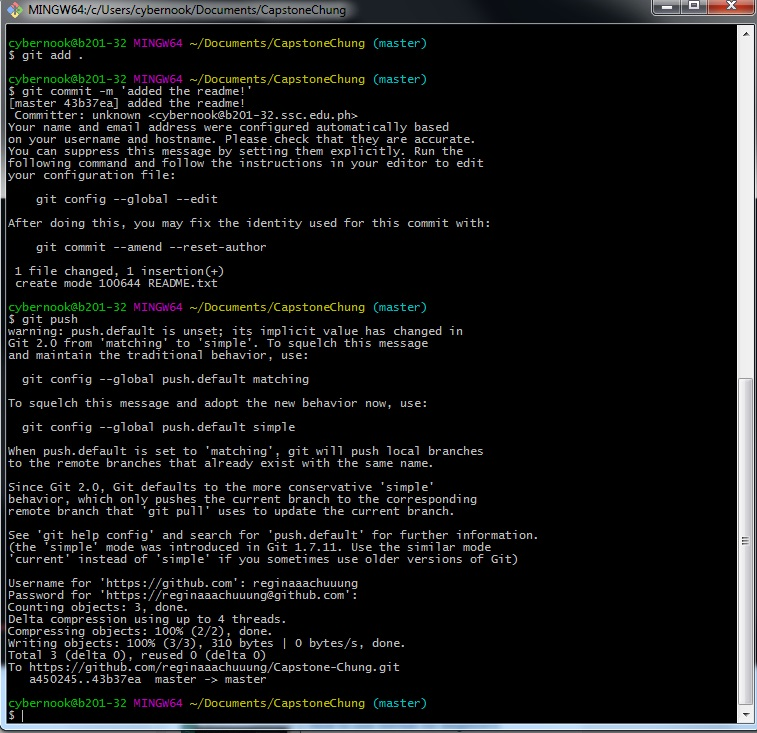 MINGW64:/c/Users/cybernook/Documents/CapstoneChung
cybernook@b201-32 MINGW64 ~/Documents/CapstoneChung (master)
$ git add .
cybernook@b201-32 MINGW64 ~/Documents/CapstoneChung (master)
$ git commit -m 'added the readme!'
[master 43b37ea] added the readme!
Committer: unknown <cybernook@b201-32.ssc.edu.ph>
Your name and email address were configured automatically based
on your username and hostname. Please check that they are accurate.
You can suppress this message by setting them explicitly. Run the
following command and follow the instructions in your editor to edit
your configuration file:
git config --global --edit
After doing this, you may fix the identity used for this commit with:
git commit --amend --reset-author
1 file changed, 1 insertion(+)
create mode 100644 README.txt
cybernook@b201-32 MINGW64 ~/Documents/CapstoneChung (master)
$ git push
warning: push.default is unset; its implicit value has changed in
Git 2.0 from 'matching' to 'simple'. To squelch this message
and maintain the traditional behavior, use:
git config --global push.default matching
To squelch this message and adopt the new behavior now, use:
git config --global push.default simple
When push.default is set to 'matching', git will push local branches
to the remote branches that already exist with the same name.
Since Git 2.0, Git defaults to the more conservative 'simple'
behavior, which only pushes the current branch to the corresponding
remote branch that 'git pull' uses to update the current branch.
See 'git help config' and search for 'push.default' for further information.
(the 'simple' mode was introduced in Git 1.7.11. Use the similar mode
'current' instead of 'simple' if you sometimes use older versions of Git)
Username for 'https://github.com': reginaaachuuung
Password for 'https://reginaaachuuung@github.com':
Counting objects: 3, done.
Delta compression using up to 4 threads.
Compressing objects: 100% (2/2), done.
Writing objects: 100% (3/3), 310 bytes | 0 bytes/s, done.
Total 3 (delta 0), reused 0 (delta 0)
To https://github.com/reginaaachuuung/Capstone-Chung.git
a450245..43b37ea master -> master
cybernook@b201-32 MINGW64 ~/Documents/CapstoneChung (master)
$